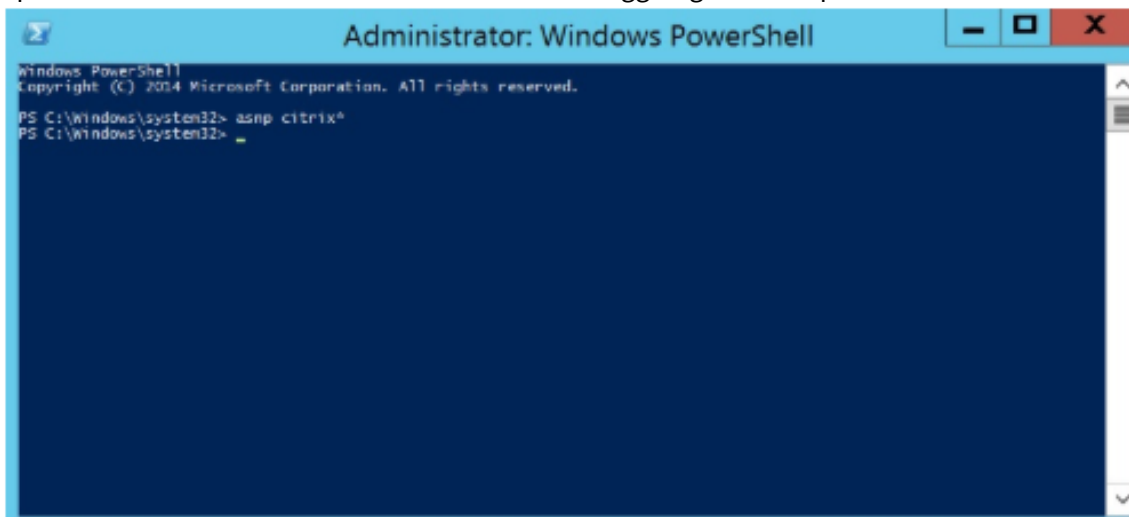 Administrator: Windows PowerShell
Windows PowerShell
Copyright (C) 2014 Microsoft Corporation. All rights reserved.
PS C:\Windows\system32> asnp citrix*
PS C:\Windows\system32> _